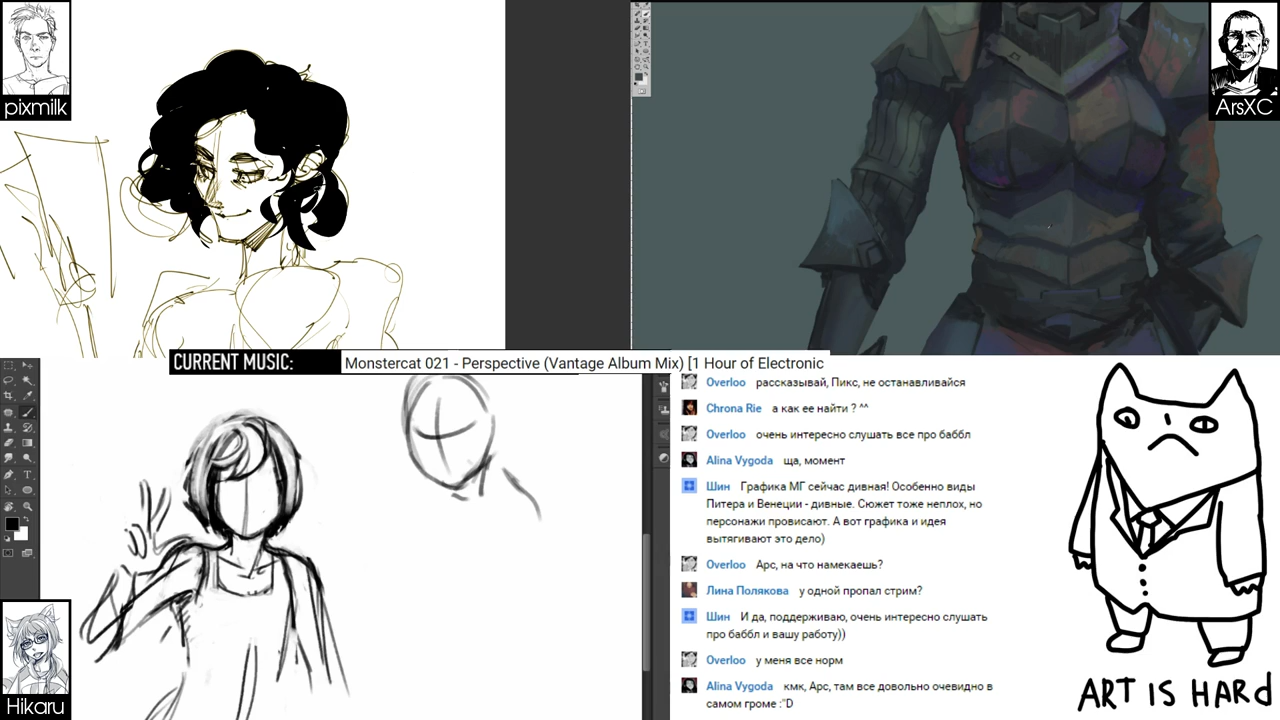 pixmilk
ArsXC
CURRENT MUSIC:
Monstercat 021 - Perspective (Vantage Album Mix) [1 Hour of Electronic
Overloo рассказывай, Пикс, не останавливайся
Chrona Rie а как ее найти ? ^^
Overloo очень интересно слушать все про баббл
Alina Vygoda ща, момент
Шин Графика МГ сейчас дивная! Особенно виды
Питера и Венеции - дивные. Сюжет тоже неплох, но
персонажи провисают. А вот графика и идея
вытягивают это дело)
Overloo Арс, на что намекаешь?
Лина Полякова у одной пропал стрим?
Шин И да, поддерживаю, очень интересно слушать
про баббл и вашу работу))
Overloo у меня все норм
Alina Vygoda кмк, Арс, там все довольно очевидно в
самом громе :"D
Hikaru
ART IS HARd